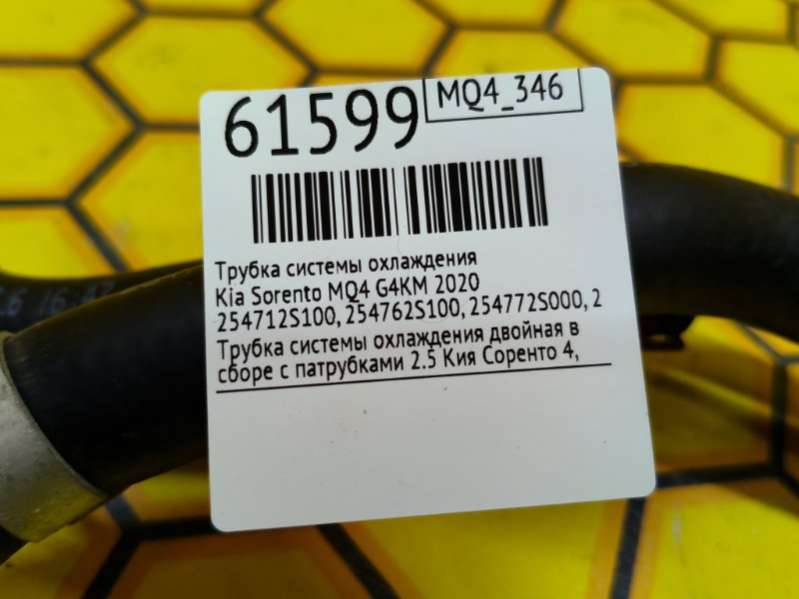 61599
MQ4_346
Трубка системы охлаждения
Kia Sorento MQ4 G4KM 2020
254712S100, 254762S100, 254772S000, 2
Трубка системы охлаждения двойная в
сборе с патрубками 2.5 Кия Соренто 4,